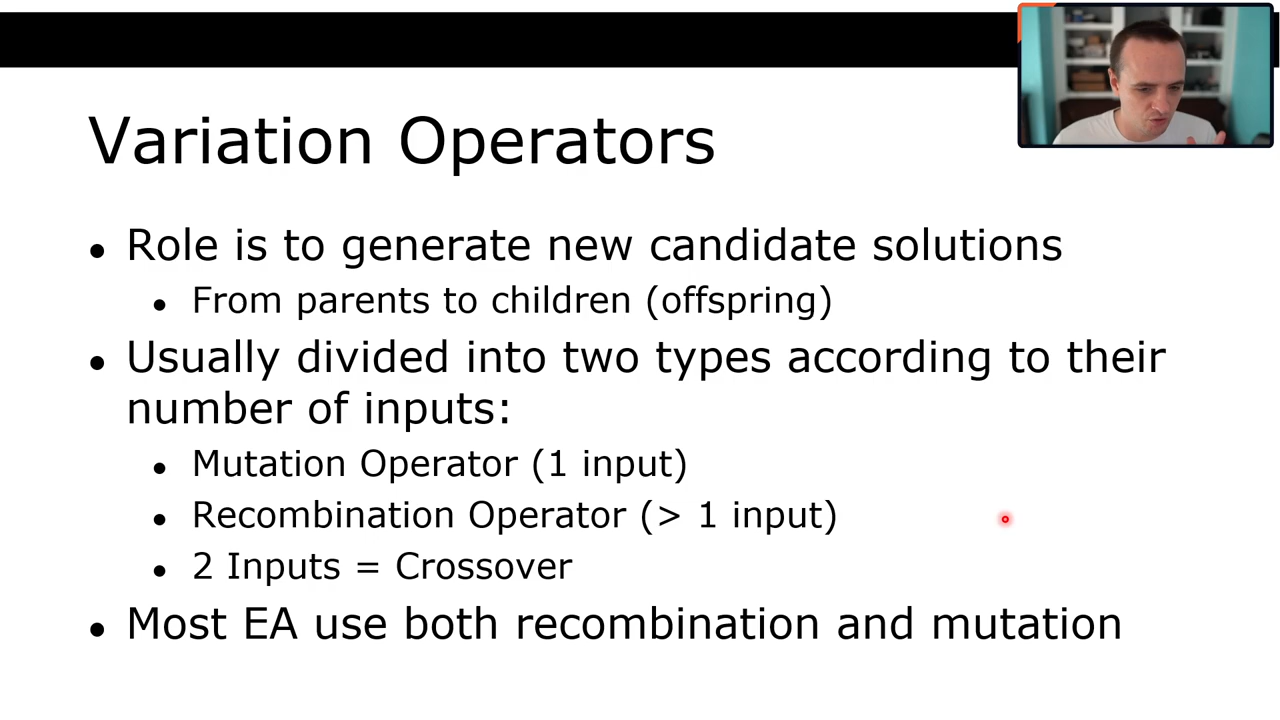 Variation Operators
● Role is to generate new candidate solutions
● From parents to children (offspring)
● Usually divided into two types according to their
number of inputs:
● Mutation Operator (1 input)
● Recombination Operator (> 1 input)
● 2 Inputs = Crossover
● Most EA use both recombination and mutation